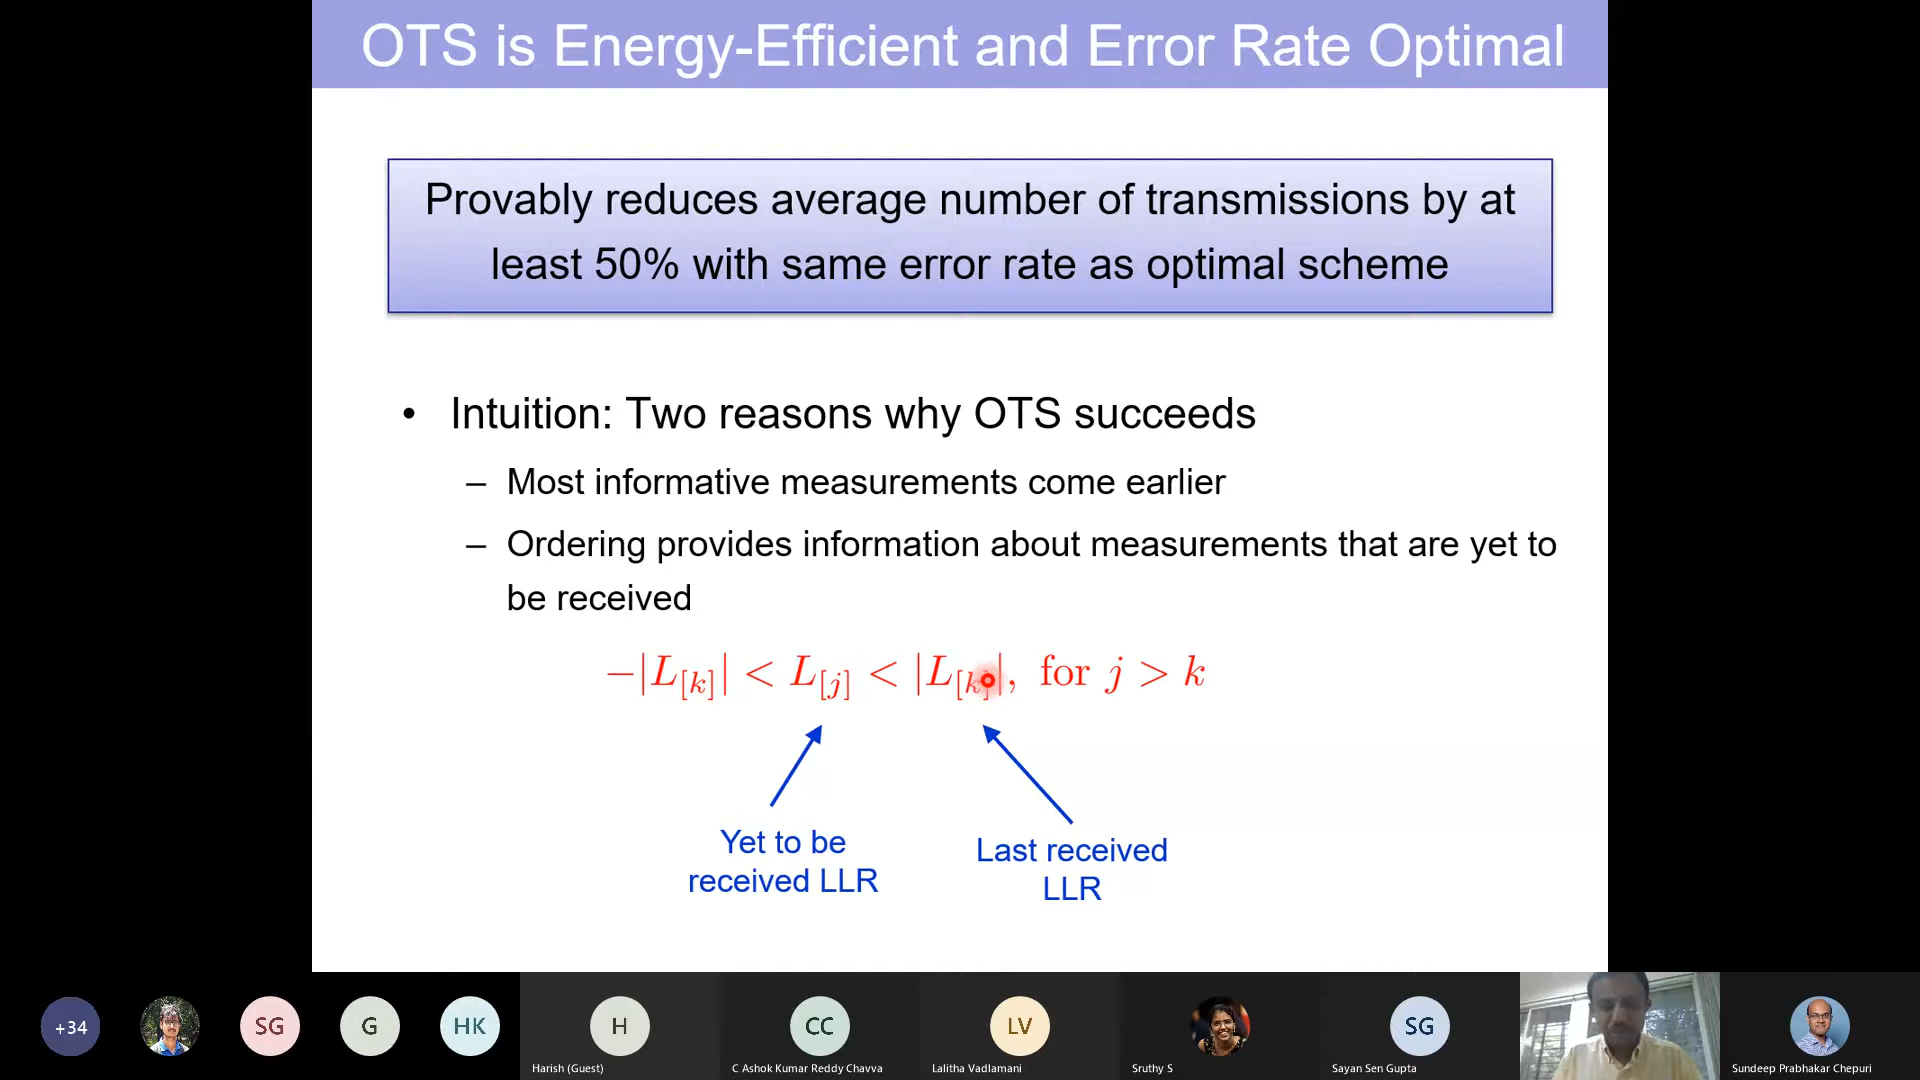 OTS is Energy-Efficient and Error Rate Optimal
Provably reduces average number of transmissions by at
least 50% with same error rate as optimal scheme
• Intuition: Two reasons why OTS succeeds
– Most informative measurements come earlier
– Ordering provides information about measurements that are yet to
be received
−|L[k]| < L[j] < |L[k]|, for j > k
Yet to be
received LLR
Last received
LLR
+34
SG
G
HK
H
CC
LV
SG
Harish (Guest)
C Ashok Kumar Reddy Chavva
Lalitha Vadlamani
Sruthy S
Sayan Sen Gupta
Sundeep Prabhakar Chepuri